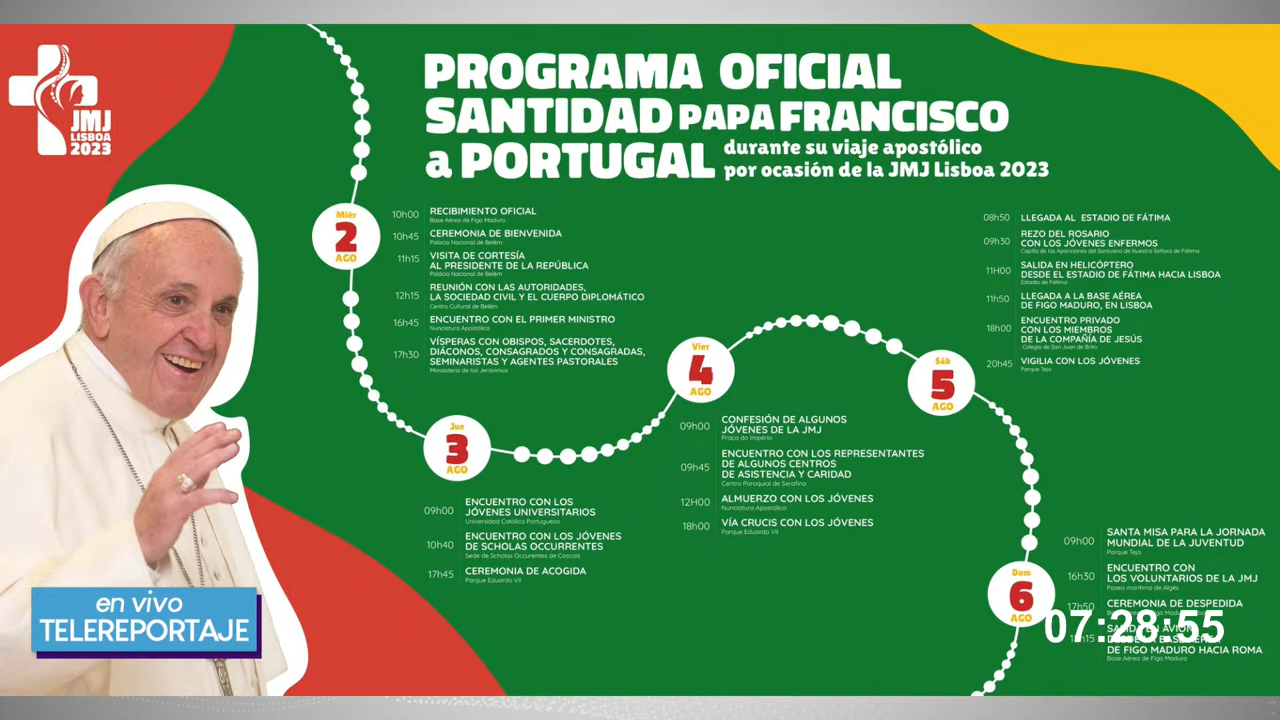 JMJ
LISBOA
2023
PROGRAMA OFICIAL
SANTIDAD PAPA FRANCISCO
a PORTUGAL
durante su viaje apostólico
por ocasión de la JMJ Lisboa 2023
Miér
2
AGO
10h00 RECIBIMIENTO OFICIAL
Base Aérea de Figo Maduro
10h45 CEREMONIA DE BIENVENIDA
Palacio Nacional de Belém
11h15 VISITA DE CORTESÍA
AL PRESIDENTE DE LA REPÚBLICA
Palácio Nacional de Belém
12h15 REUNIÓN CON LAS AUTORIDADES,
LA SOCIEDAD CIVIL Y EL CUERPO DIPLOMÁTICO
Centro Cultural de Belém
16h45 ENCUENTRO CON EL PRIMER MINISTRO
Nunciatura Apostólica
17h30 VÍSPERAS CON OBISPOS, SACERDOTES,
DIÁCONOS, CONSAGRADOS Y CONSAGRADAS,
SEMINARISTAS Y AGENTES PASTORALES
Monasterio de los Jerónimos
Jue
3
AGO
09h00 ENCUENTRO CON LOS
JÓVENES UNIVERSITARIOS
Universidad Católica Portuguesa
10h40 ENCUENTRO CON LOS JÓVENES
DE SCHOLAS OCCURRENTES
Sede de Scholas Occurentes de Cascais
17h45 CEREMONIA DE ACOGIDA
Parque Eduardo VII
Vier
4
AGO
09h00 CONFESIÓN DE ALGUNOS
JÓVENES DE LA JMJ
Praça do Império
09h45 ENCUENTRO CON LOS REPRESENTANTES
DE ALGUNOS CENTROS
DE ASISTENCIA Y CARIDAD
Centro Paroquial de Serafina
12H00 ALMUERZO CON LOS JÓVENES
Nunciatura Apostólica
18h00 VÍA CRUCIS CON LOS JÓVENES
Parque Eduardo VII
Sáb
5
AGO
08h50 LLEGADA AL ESTADIO DE FÁTIMA
09h30 REZO DEL ROSARIO
CON LOS JÓVENES ENFERMOS
Capilla de las Apariciones del Santuario de Nuestra Señora de Fátima
11H00 SALIDA EN HELICÓPTERO
DESDE EL ESTADIO DE FÁTIMA HACIA LISBOA
Estadio de Fátima
11h50 LLEGADA A LA BASE AÉREA
DE FIGO MADURO, EN LISBOA
18h00 ENCUENTRO PRIVADO
CON LOS MIEMBROS
DE LA COMPAÑÍA DE JESÚS
Colegio de San Juan de Brito
20h45 VIGILIA CON LOS JÓVENES
Parque Tejo
Dom
6
AGO
09h00 SANTA MISA PARA LA JORNADA
MUNDIAL DE LA JUVENTUD
Parque Tejo
16h30 ENCUENTRO CON
LOS VOLUNTARIOS DE LA JMJ
Paseo marítimo de Algés
17h50 CEREMONIA DE DESPEDIDA
DE FIGO MADURO HACIA ROMA
Base Aérea de Figo Maduro
07:28:55
en vivo
TELEREPORTAJE